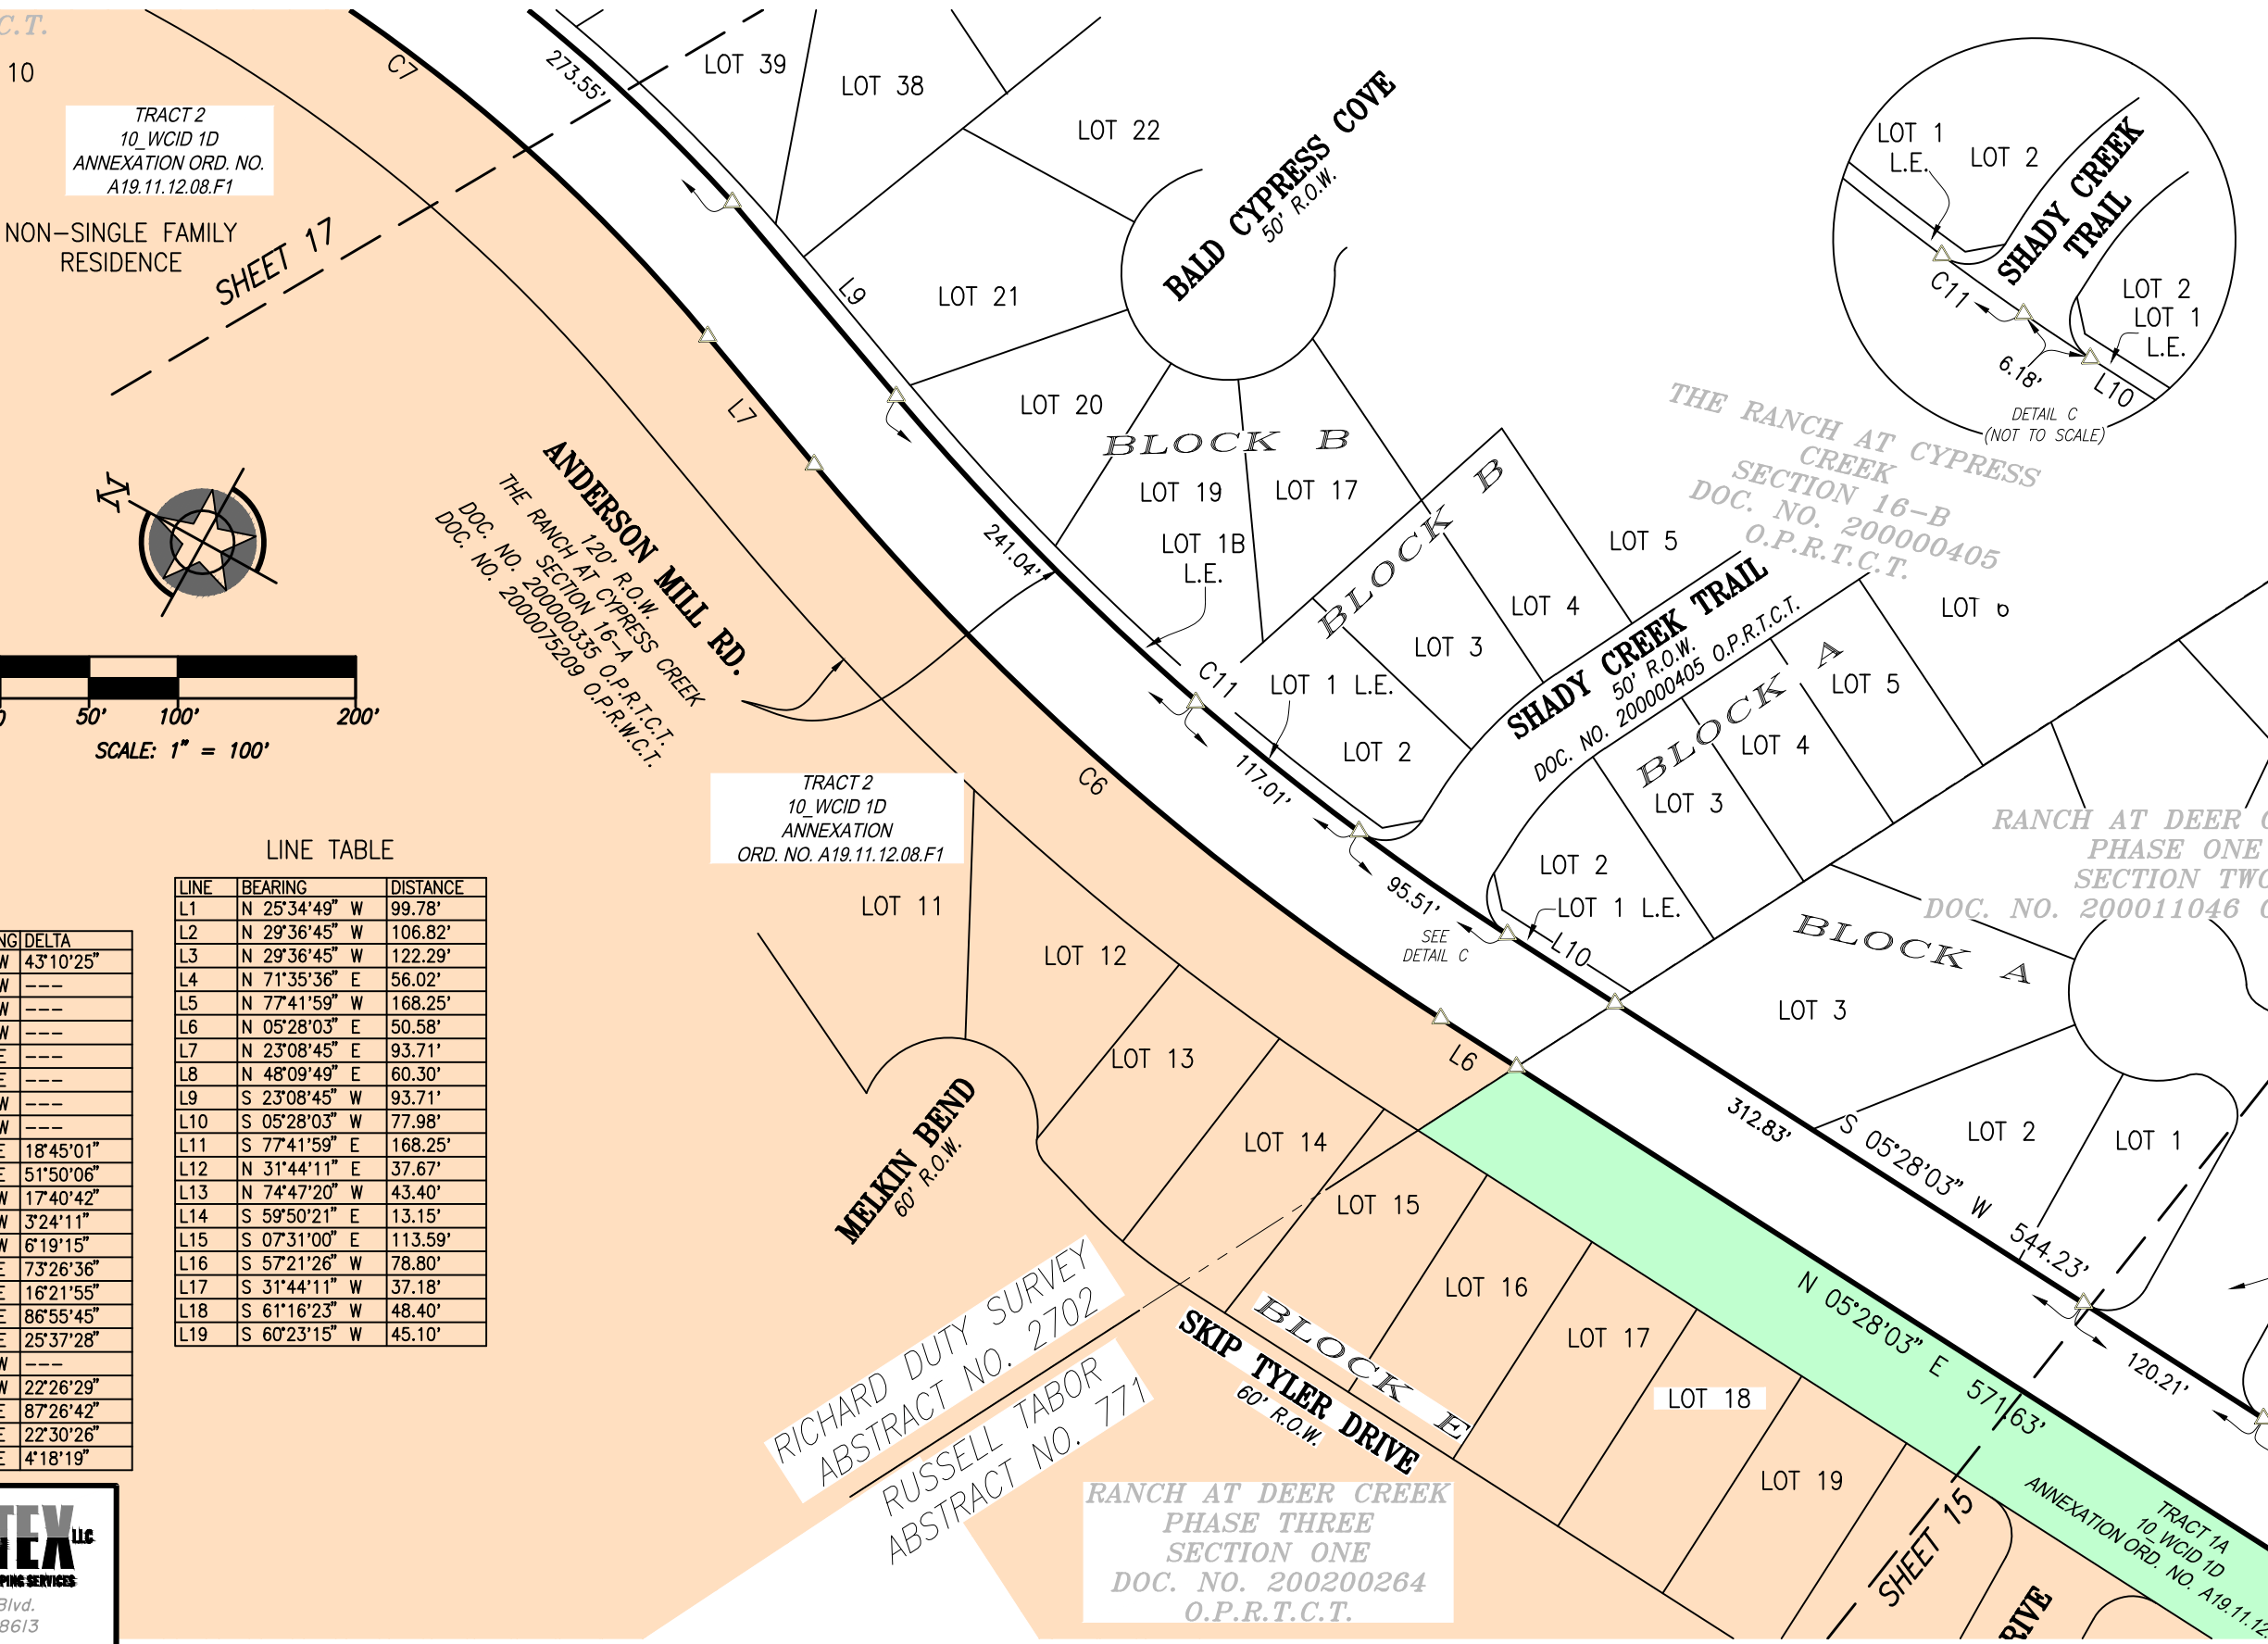 C.T.
10
C7
273.55'
LOT 39
LOT 38
LOT 22
TRACT 2
10_WCID 1D
ANNEXATION ORD. NO.
A19.11.12.08.F1
NON-SINGLE FAMILY
RESIDENCE
SHEET 17
L9
LOT 21
BALD CYPRESS COVE
50' R.O.W.
LOT 1
L.E.
LOT 2
SHADY CREEK
TRAIL
C11
LOT 2
LOT 1
L.E.
6.18'
L10
DETAIL C
(NOT TO SCALE)
L7
LOT 20
BLOCK B
LOT 19
LOT 17
LOT 1B
L.E.
THE RANCH AT CYPRESS
CREEK
SECTION 16-B
DOC. NO. 200000405
O.P.R.T.C.T.
N
ANDERSON MILL RD.
120' R.O.W.
THE RANCH AT CYPRESS CREEK
SECTION 16-A
DOC. NO. 200000335 O.P.R.T.C.T.
DOC. NO. 2000075209 O.P.R.W.C.T.
241.04'
BLOCK B
LOT 5
LOT 4
LOT 3
LOT 6
SHADY CREEK TRAIL
50' R.O.W.
DOC. NO. 200000405 O.P.R.T.C.T.
C11
LOT 1 L.E.
LOT 2
117.01'
BLOCK A
LOT 5
LOT 4
LOT 3
LOT 2
LOT 1 L.E.
0
50'
100'
200'
SCALE: 1" = 100'
C6
TRACT 2
10_WCID 1D
ANNEXATION
ORD. NO. A19.11.12.08.F1
95.51'
SEE
DETAIL C
L10
RANCH AT DEER
PHASE ONE
SECTION TWO
DOC. NO. 200011046
BLOCK A
LOT 3
LOT 2
LOT 1
LINE TABLE
LINE BEARING DISTANCE
L1 N 25°34'49" W 99.78'
L2 N 29°36'45" W 106.82'
L3 N 29°36'45" W 122.29'
L4 N 71°35'36" E 56.02'
L5 N 77°41'59" W 168.25'
L6 N 05°28'03" E 50.58'
L7 N 23°08'45" E 93.71'
L8 N 48°09'49" E 60.30'
L9 S 23°08'45" W 93.71'
L10 S 05°28'03" W 77.98'
L11 S 77°41'59" E 168.25'
L12 N 31°44'11" E 37.67'
L13 N 74°47'20" W 43.40'
L14 S 59°50'21" E 13.15'
L15 S 07°31'00" E 113.59'
L16 S 57°21'26" W 78.80'
L17 S 31°44'11" W 37.18'
L18 S 61°16'23" W 48.40'
L19 S 60°23'15" W 45.10'
NG DELTA
W 43°10'25"
W ---
W ---
W ---
E ---
E ---
W ---
W ---
E 18°45'01"
E 51°50'06"
W 17°40'42"
W 3°24'11"
W 6°19'15"
E 73°26'36"
E 16°21'55"
E 86°55'45"
E 25°37'28"
W ---
W 22°26'29"
E 87°26'42"
E 22°30'26"
E 4°18'19"
LOT 11
LOT 12
LOT 13
LOT 14
LOT 15
LOT 16
LOT 17
LOT 18
LOT 19
L6
312.83'
S 05°28'03" W 544.23'
N 05°28'03" E 571.63'
120.21'
MELKIN BEND
60' R.O.W.
RICHARD DUTY SURVEY
ABSTRACT NO. 2702
RUSSELL TABOR
ABSTRACT NO. 771
BLOCK E
SKIP TYLER DRIVE
60' R.O.W.
RANCH AT DEER CREEK
PHASE THREE
SECTION ONE
DOC. NO. 200200264
O.P.R.T.C.T.
SHEET 15
TRACT 1A
10_WCID 1D
ANNEXATION ORD. NO. A19.11.12
RIVE
TEX LLC
PING SERVICES
Blvd.
8613